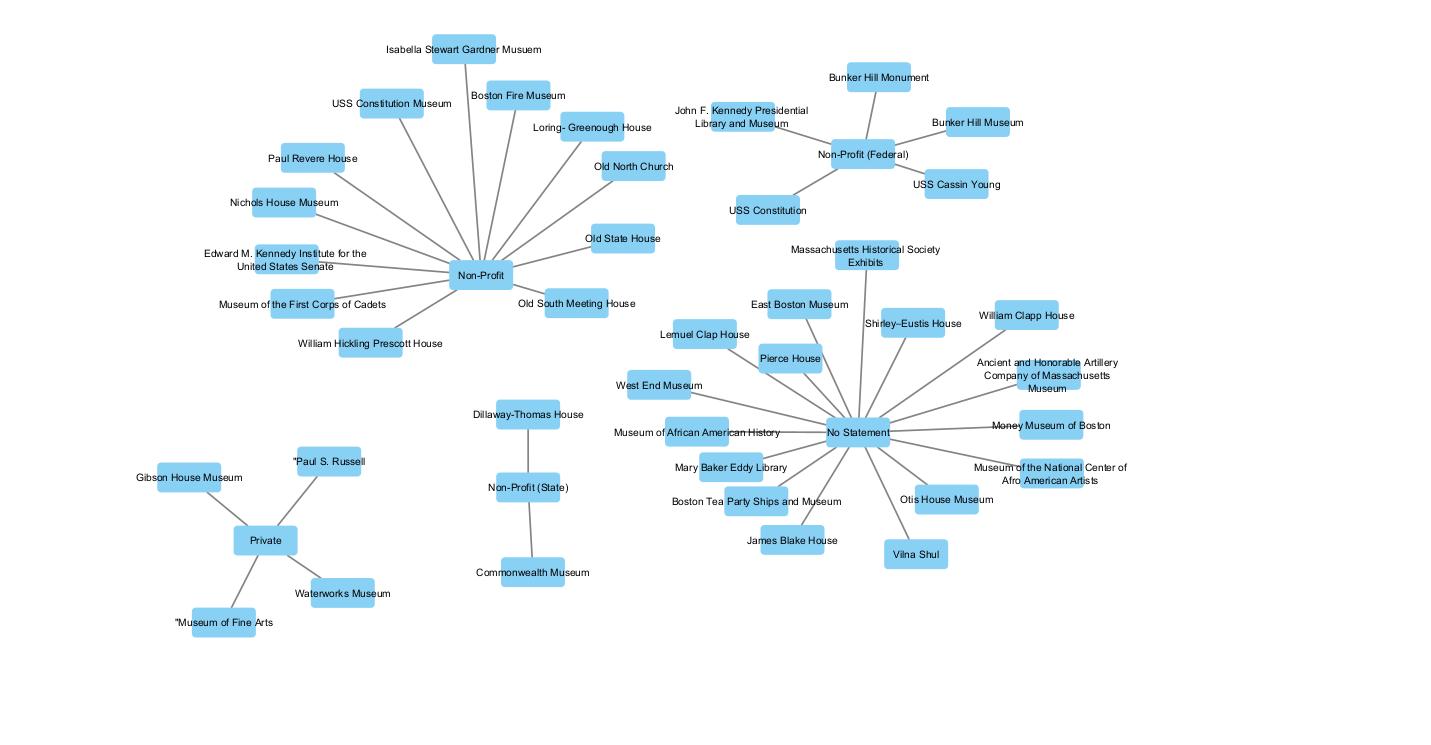 Isabella Stewart Gardner Musuem
USS Constitution Museum
Boston Fire Museum
Loring- Greenough House
Paul Revere House
Old North Church
Nichols House Museum
Old State House
Edward M. Kennedy Institute for the
United States Senate
Non-Profit
Museum of the First Corps of Cadets
Old South Meeting House
William Hickling Prescott House
Bunker Hill Monument
John F. Kennedy Presidential
Library and Museum
Bunker Hill Museum
Non-Profit (Federal)
USS Cassin Young
USS Constitution
Massachusetts Historical Society
Exhibits
East Boston Museum
William Clapp House
Shirley–Eustis House
Lemuel Clap House
Pierce House
Ancient and Honorable Artillery
Company of Massachusetts
Museum
West End Museum
Money Museum of Boston
Museum of African American History
No Statement
Mary Baker Eddy Library
Museum of the National Center of
Afro American Artists
Boston Tea Party Ships and Museum
Otis House Museum
James Blake House
Vilna Shul
Dillaway-Thomas House
Non-Profit (State)
Commonwealth Museum
"Paul S. Russell
Gibson House Museum
Private
Waterworks Museum
"Museum of Fine Arts